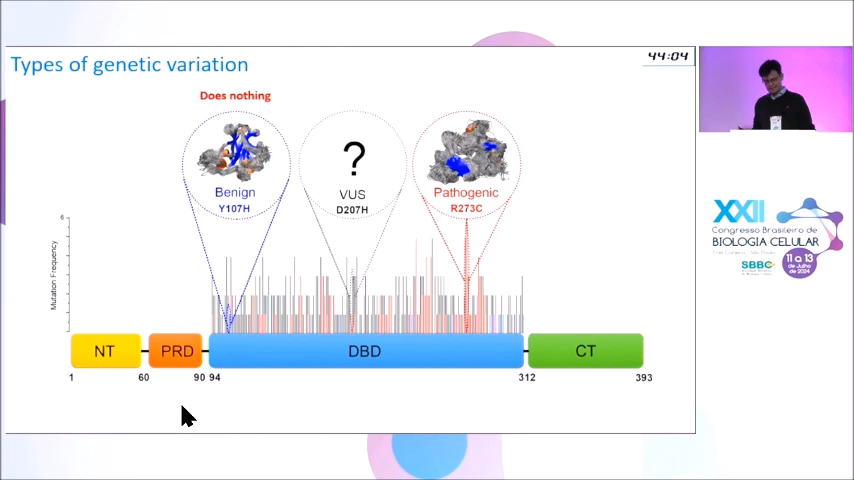 Types of genetic variation
44:04
Does nothing
Benign
Y107H
?
VUS
D207H
Pathogenic
R273C
6
Mutation Frequency
NT
PRD
DBD
CT
1
60
90
94
312
393
XXII
Congresso Brasileiro de
BIOLOGIA CELULAR
SBBC
11 a 13
de Julho
de 2024